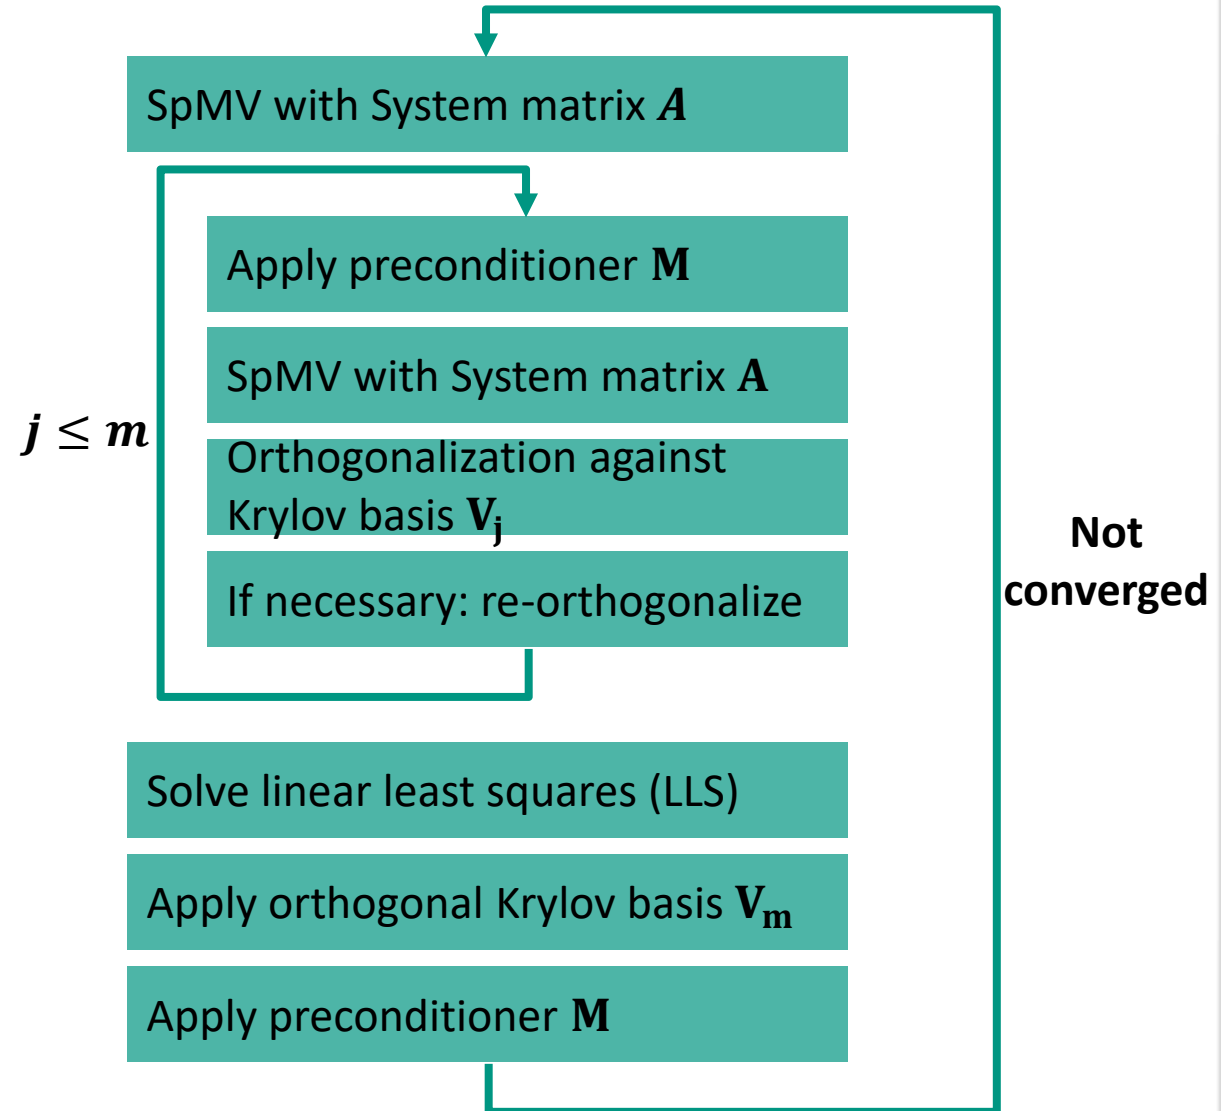 SpMV with System matrix A
Apply preconditioner M
SpMV with System matrix A
j ≤ m
Orthogonalization against
Krylov basis Vj
If necessary: re-orthogonalize
Not
converged
Solve linear least squares (LLS)
Apply orthogonal Krylov basis Vm
Apply preconditioner M